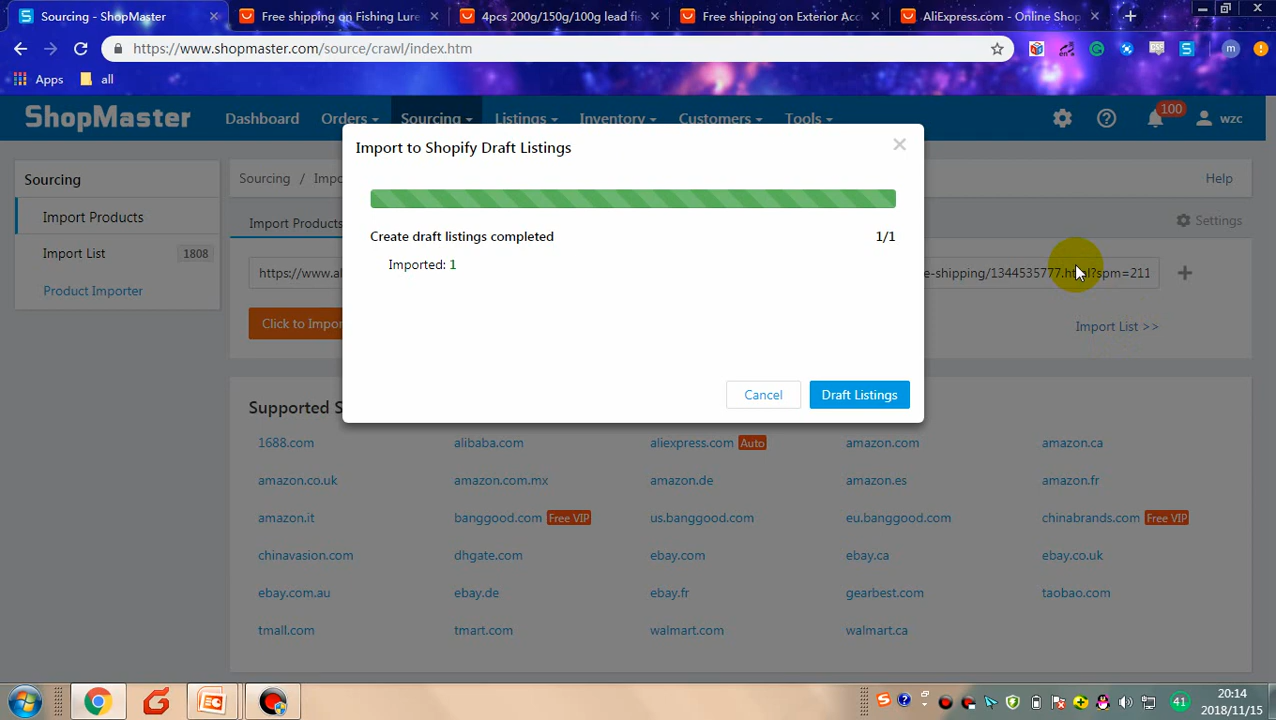 Sourcing - ShopMaster
Free shipping on Fishing Lure
4pcs 200g/150g/100g lead fis
Free shipping on Exterior Acc
AliExpress.com - Online Shop
https://www.shopmaster.com/source/crawl/index.htm
Apps
all
ShopMaster
Dashboard
Orders
Sourcing
Listings
Inventory
Customers
Tools
100
wzc
Import to Shopify Draft Listings
Sourcing
Sourcing / Impo
Help
Import Products
Import Products
Settings
Create draft listings completed
1/1
Import List
1808
Imported: 1
https://www.al
e-shipping/1344535777.html?spm=211
Product Importer
Click to Impor
Import List >>
Cancel
Draft Listings
Supported S
1688.com
alibaba.com
aliexpress.com Auto
amazon.com
amazon.ca
amazon.co.uk
amazon.com.mx
amazon.de
amazon.es
amazon.fr
amazon.it
banggood.com Free VIP
us.banggood.com
eu.banggood.com
chinabrands.com Free VIP
chinavasion.com
dhgate.com
ebay.com
ebay.ca
ebay.co.uk
ebay.com.au
ebay.de
ebay.fr
gearbest.com
taobao.com
tmall.com
tmart.com
walmart.com
walmart.ca
41
20:14
2018/11/15